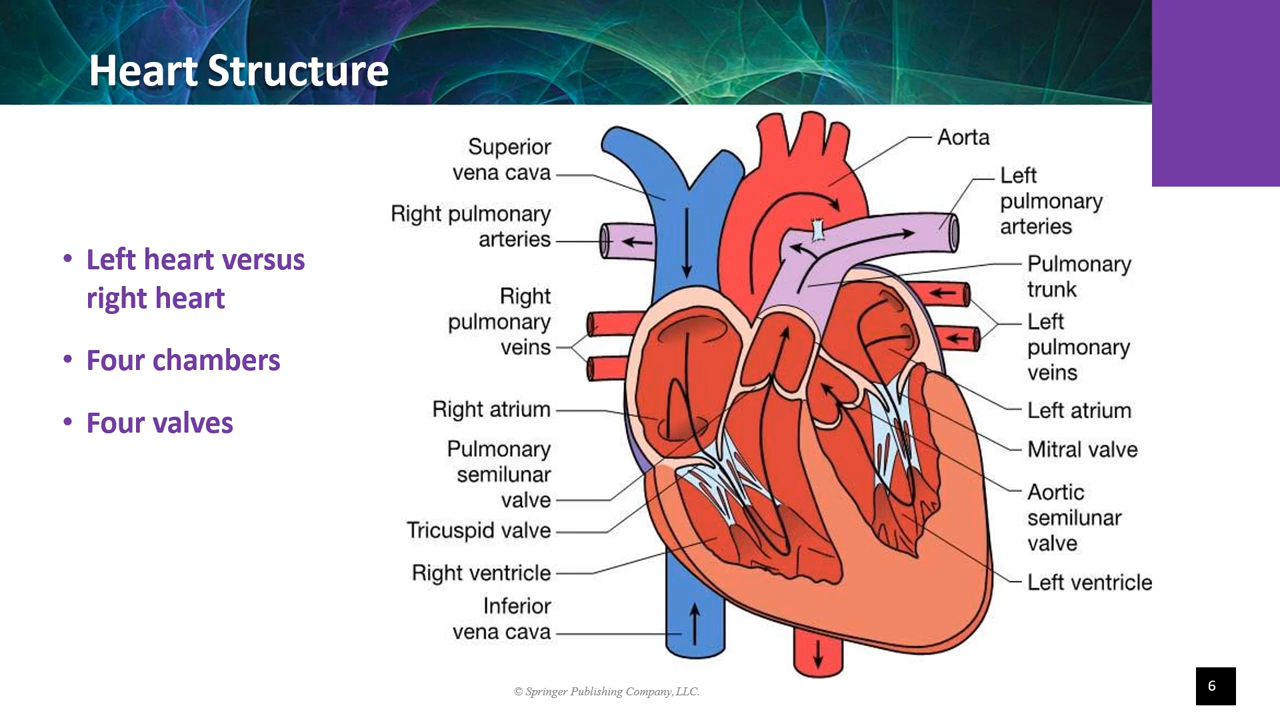 Heart Structure
• Left heart versus
right heart
• Four chambers
• Four valves
Superior
vena cava
Right pulmonary
arteries
Right
pulmonary
veins
Right atrium
Pulmonary
semilunar
valve
Tricuspid valve
Right ventricle
Inferior
vena cava
Aorta
Left
pulmonary
arteries
Pulmonary
trunk
Left
pulmonary
veins
Left atrium
Mitral valve
Aortic
semilunar
valve
Left ventricle
© Springer Publishing Company, LLC.
6